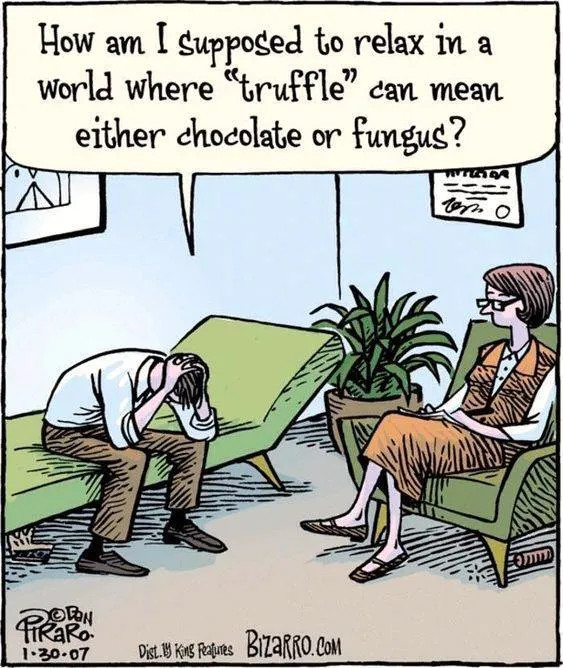 How am I supposed to relax in a
world where "truffle" can mean
either chocolate or fungus?
© DAN
PIRARO.
1·30·07
Dist. by King Features
BIZARRO.COM